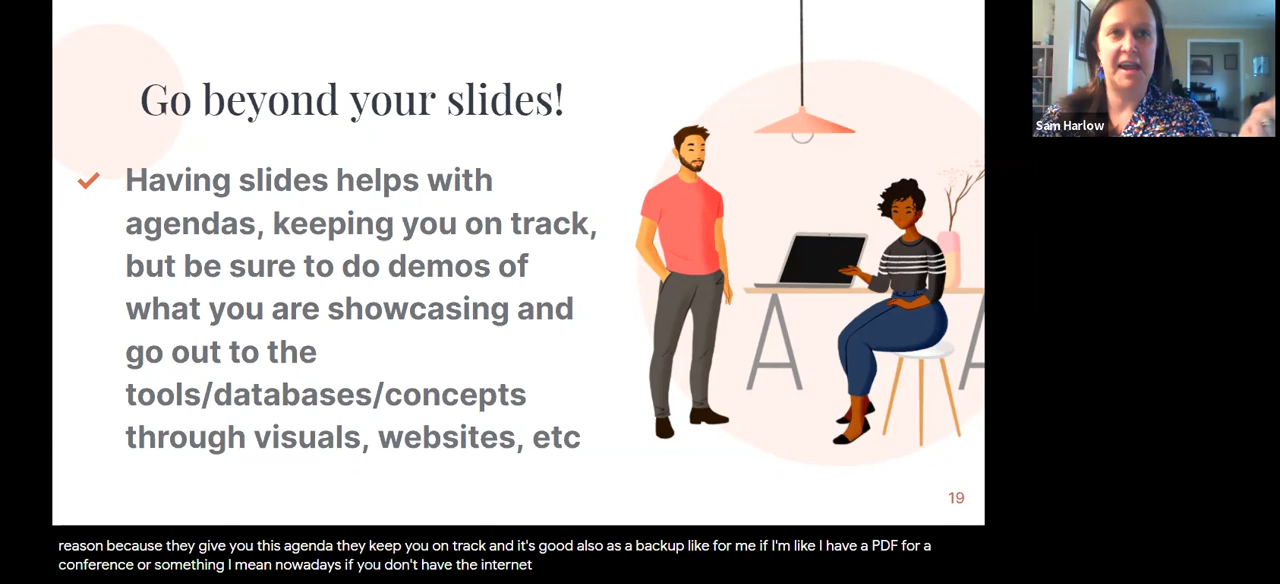 Go beyond your slides!
Having slides helps with
agendas, keeping you on track,
but be sure to do demos of
what you are showcasing and
go out to the
tools/databases/concepts
through visuals, websites, etc
19
Sam Harlow
reason because they give you this agenda they keep you on track and it's good also as a backup like for me if I'm like I have a PDF for a
conference or something I mean nowadays if you don't have the internet